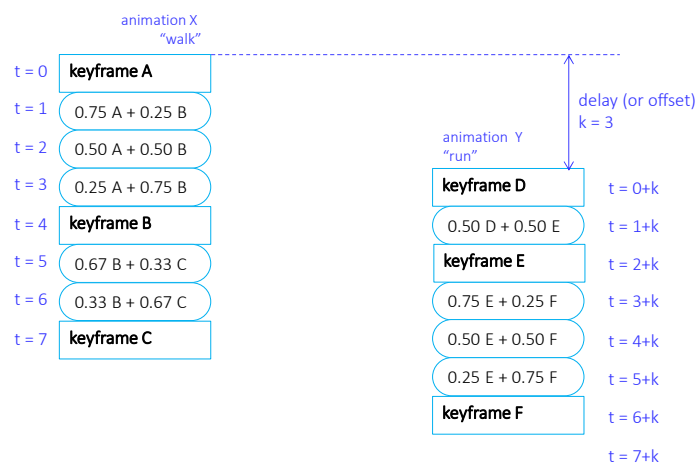 animation X
“walk”
t = 0 keyframe A
t = 1 0.75 A + 0.25 B
t = 2 0.50 A + 0.50 B
t = 3 0.25 A + 0.75 B
t = 4 keyframe B
t = 5 0.67 B + 0.33 C
t = 6 0.33 B + 0.67 C
t = 7 keyframe C
delay (or offset)
k = 3
animation Y
“run”
keyframe D t = 0+k
0.50 D + 0.50 E t = 1+k
keyframe E t = 2+k
0.75 E + 0.25 F t = 3+k
0.50 E + 0.50 F t = 4+k
0.25 E + 0.75 F t = 5+k
keyframe F t = 6+k
t = 7+k